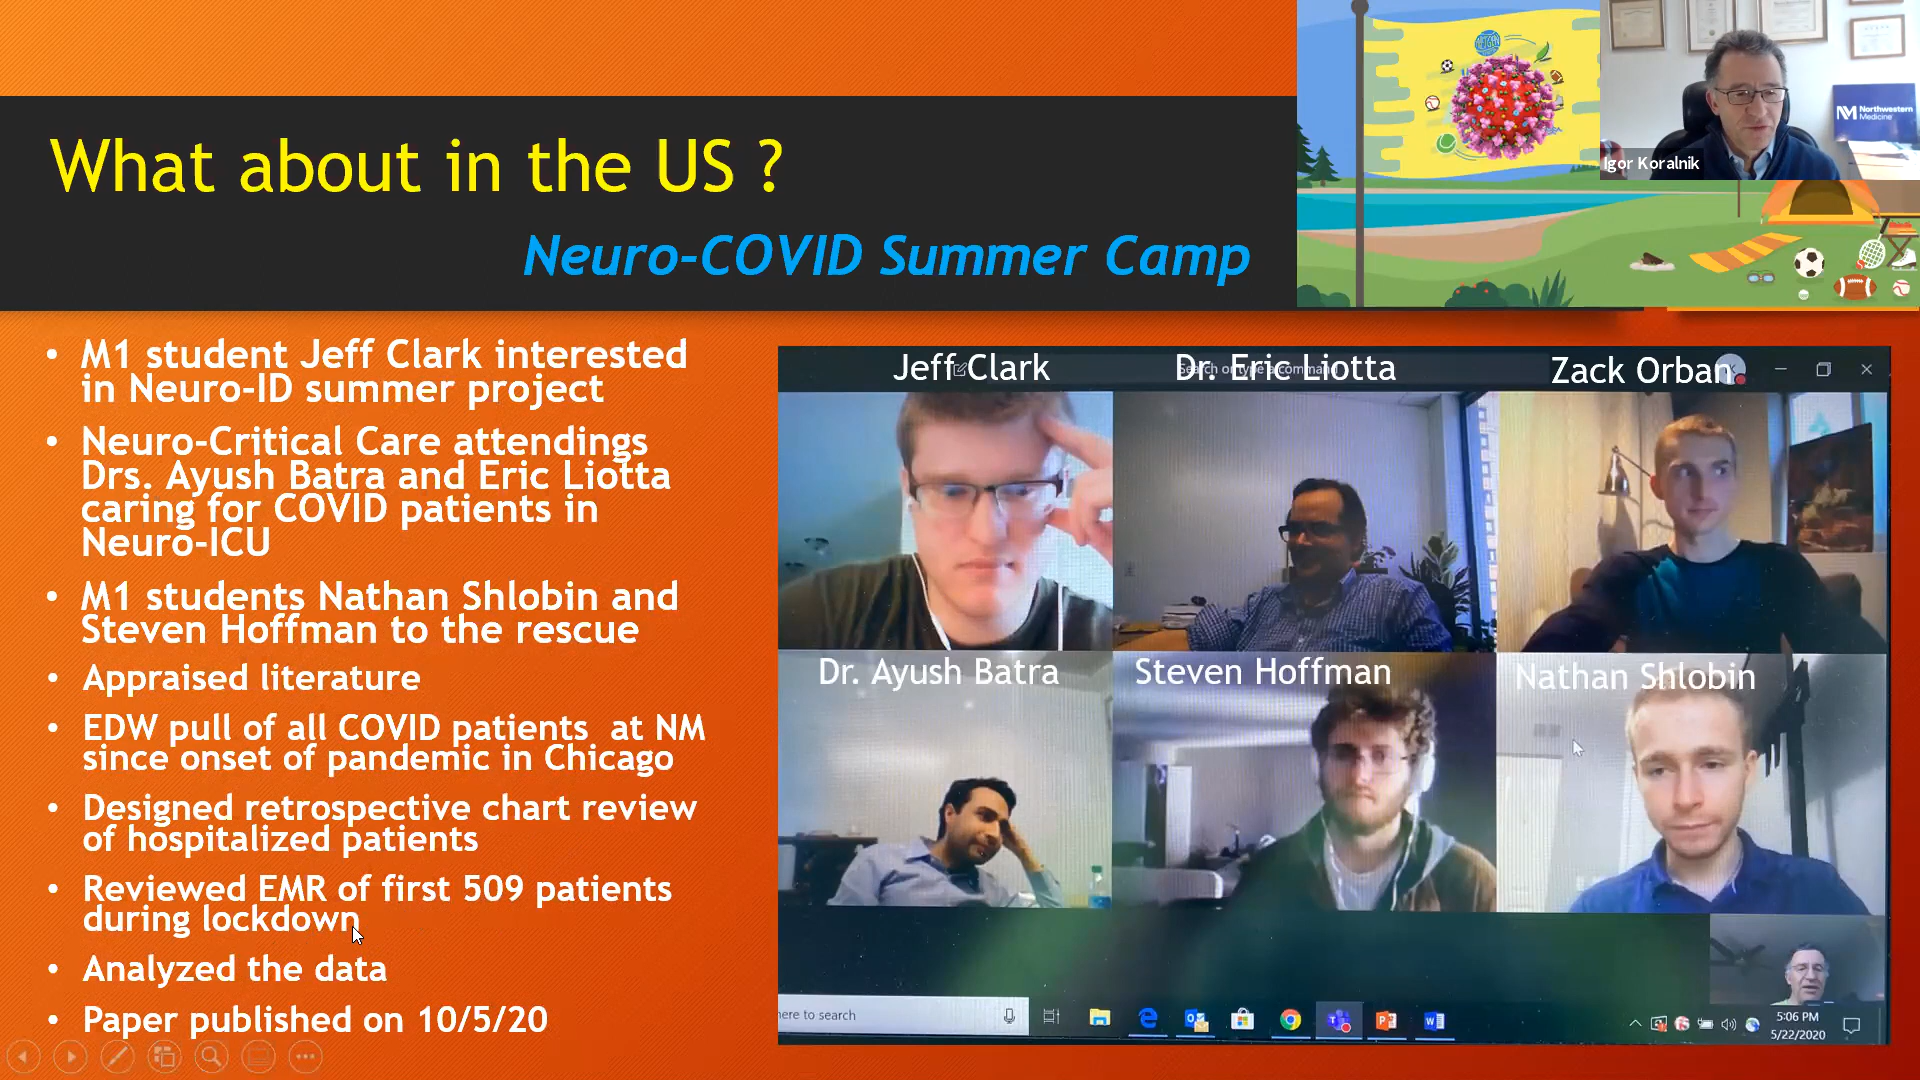 What about in the US ?
Neuro-COVID Summer Camp
Northwestern
Medicine
Igor Koralnik
• M1 student Jeff Clark interested
in Neuro-ID summer project
• Neuro-Critical Care attendings
Drs. Ayush Batra and Eric Liotta
caring for COVID patients in
Neuro-ICU
• M1 students Nathan Shlobin and
Steven Hoffman to the rescue
• Appraised literature
• EDW pull of all COVID patients at NM
since onset of pandemic in Chicago
• Designed retrospective chart review
of hospitalized patients
• Reviewed EMR of first 509 patients
during lockdown
• Analyzed the data
• Paper published on 10/5/20
Jeff Clark
Dr. Eric Liotta
Zack Orban
Dr. Ayush Batra
Steven Hoffman
Nathan Shlobin
here to search
5:06 PM
5/22/2020